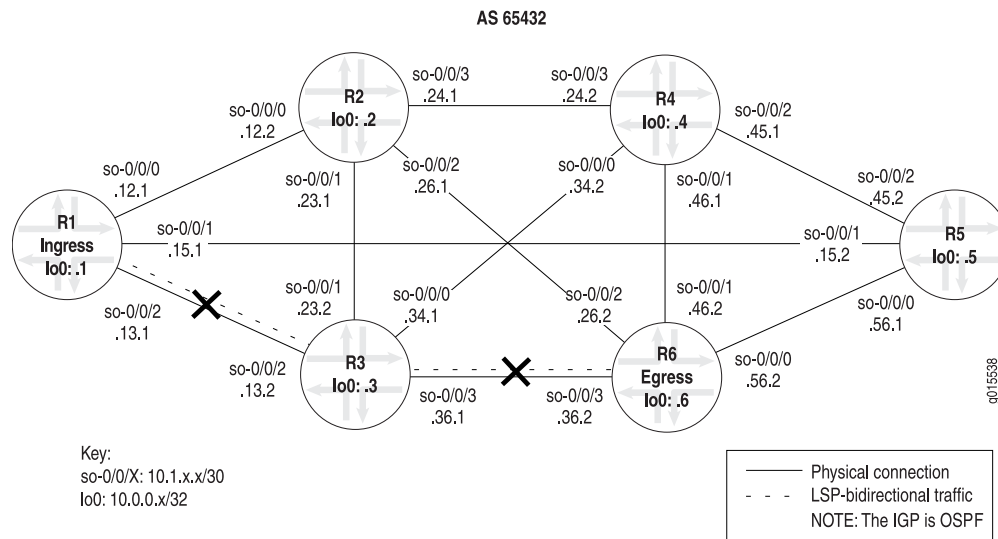 AS 65432
so-0/0/3
.24.1
so-0/0/3
.24.2
R2
lo0: .2
R4
lo0: .4
so-0/0/0
.12.2
so-0/0/2
.45.1
so-0/0/2
.26.1
so-0/0/0
.34.2
so-0/0/0
.12.1
so-0/0/1
.23.1
so-0/0/1
.46.1
so-0/0/2
.45.2
R1
Ingress
lo0: .1
so-0/0/1
.15.1
so-0/0/1
.15.2
R5
lo0: .5
so-0/0/2
.13.1
so-0/0/1
.23.2
so-0/0/0
.34.1
so-0/0/2
.26.2
so-0/0/1
.46.2
so-0/0/0
.56.1
R3
lo0: .3
so-0/0/2
.13.2
R6
Egress
lo0: .6
so-0/0/0
.56.2
so-0/0/3
.36.1
so-0/0/3
.36.2
g015538
Key:
so-0/0/X: 10.1.x.x/30
lo0: 10.0.0.x/32
Physical connection
LSP-bidirectional traffic
NOTE: The IGP is OSPF